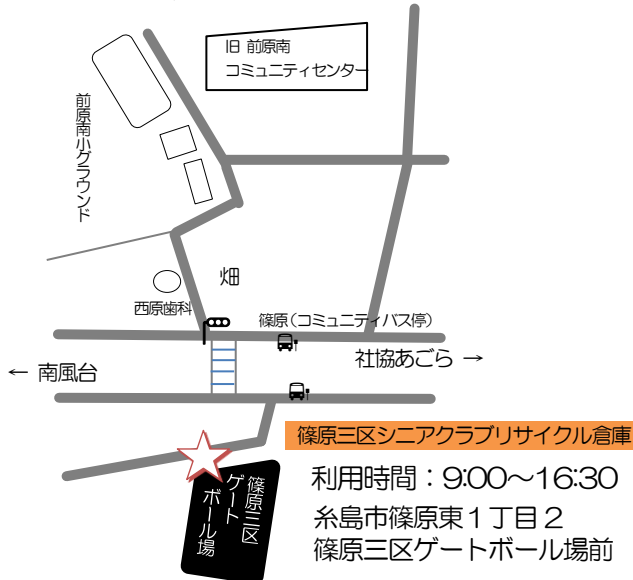 旧 前原南
コミュニティセンター
前原南小グラウンド
畑
西原歯科
篠原(コミュニティバス停)
社協あごら →
← 南風台
篠原三区シニアクラブリサイクル倉庫
篠原三区
ゲート
ボール場
利用時間：9:00～16:30
糸島市篠原東１丁目２
篠原三区ゲートボール場前